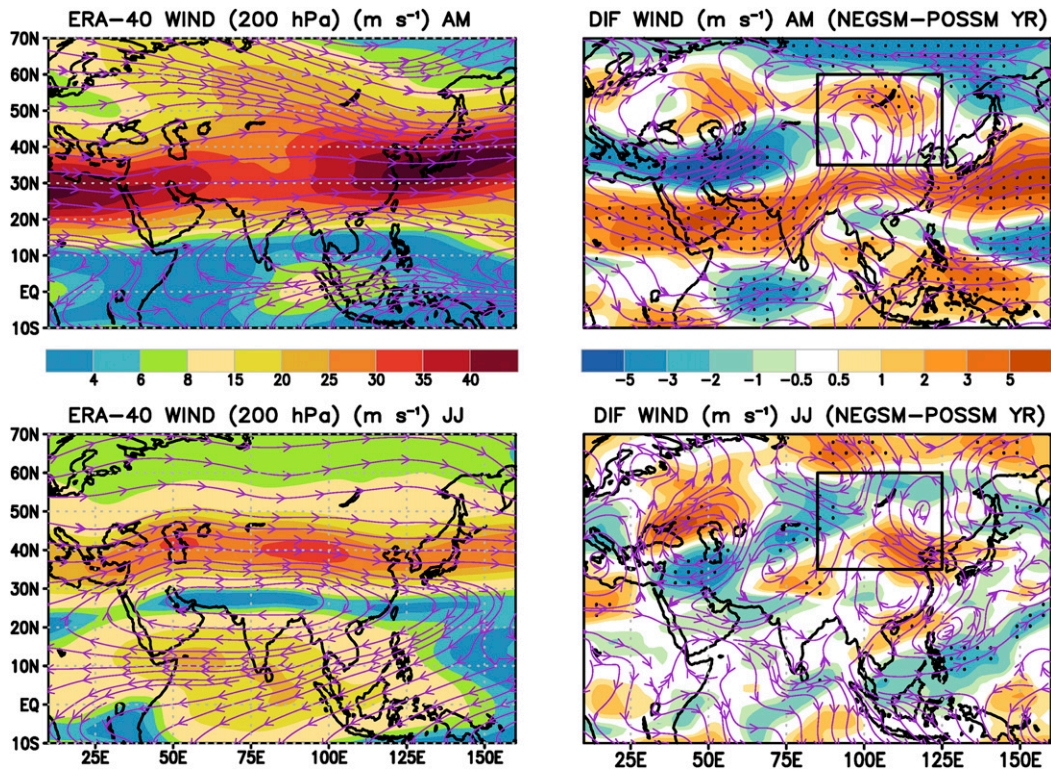 ERA-40 WIND (200 hPa) (m s⁻¹) AM
70N
60N
50N
40N
30N
20N
10N
EQ
10S
4 6 8 15 20 25 30 35 40
DIF WIND (m s⁻¹) AM (NEGSM-POSSM YR)
-5 -3 -2 -1 -0.5 0.5 1 2 3 5
ERA-40 WIND (200 hPa) (m s⁻¹) JJ
70N
60N
50N
40N
30N
20N
10N
EQ
10S
25E 50E 75E 100E 125E 150E
DIF WIND (m s⁻¹) JJ (NEGSM-POSSM YR)
25E 50E 75E 100E 125E 150E